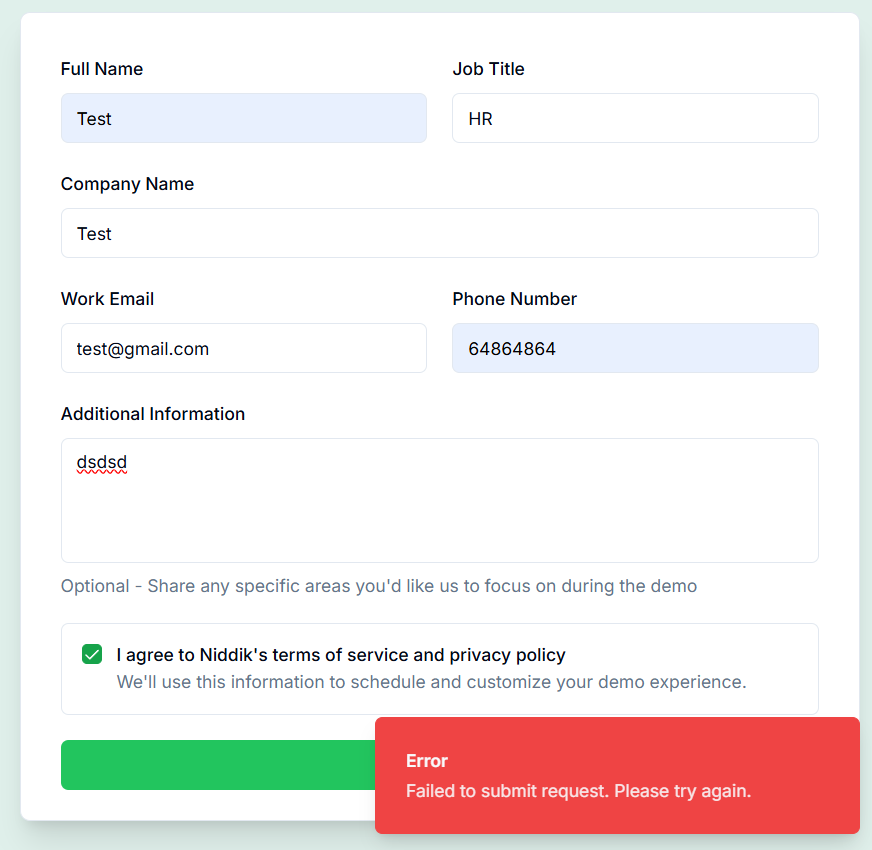 Full Name
Job Title
Test
HR
Company Name
Test
Work Email
Phone Number
test@gmail.com
64864864
Additional Information
dsdsd
Optional - Share any specific areas you'd like us to focus on during the demo
I agree to Niddik's terms of service and privacy policy
We'll use this information to schedule and customize your demo experience.
Error
Failed to submit request. Please try again.